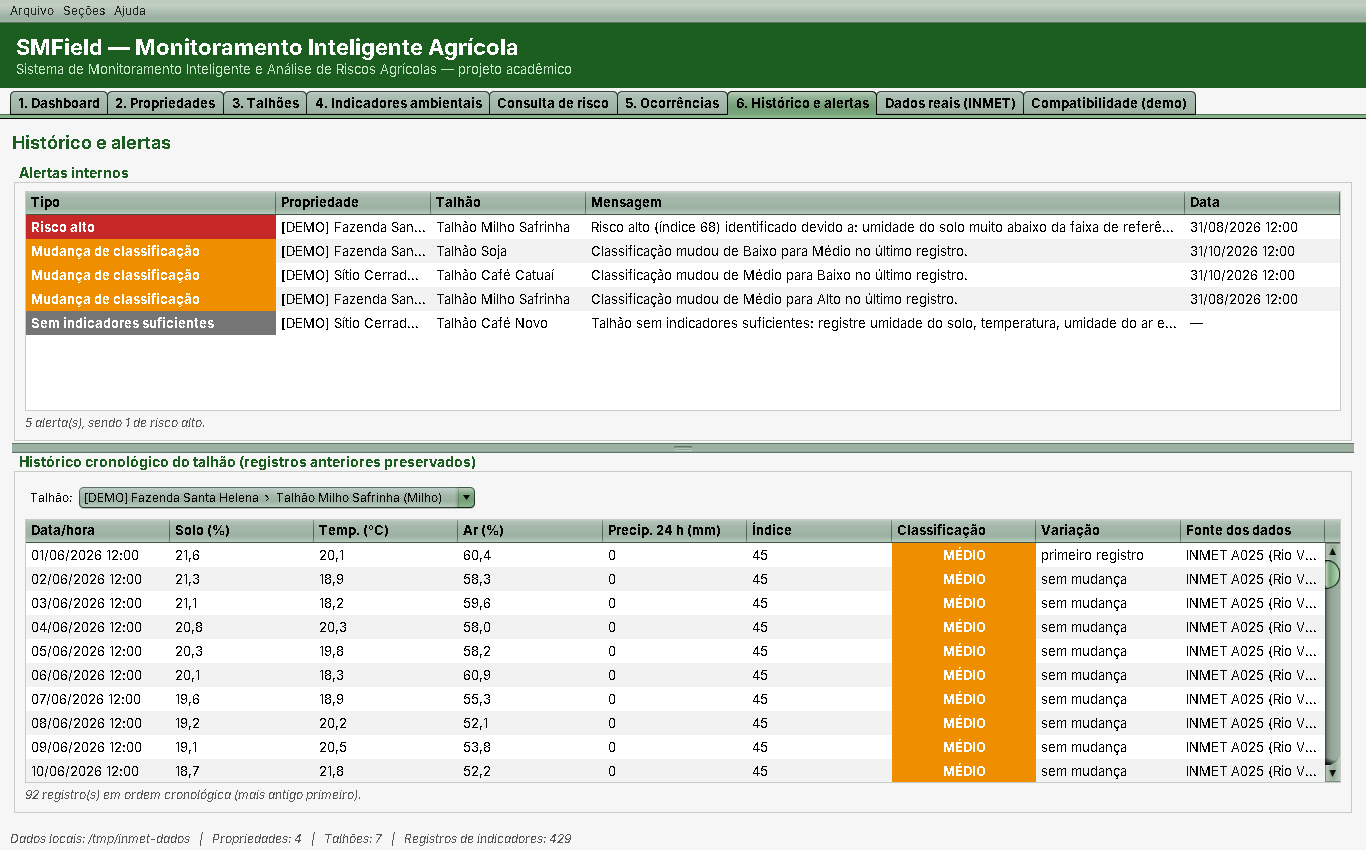 Arquivo Seções Ajuda
SMField — Monitoramento Inteligente Agrícola
Sistema de Monitoramento Inteligente e Análise de Riscos Agrícolas — projeto acadêmico
1. Dashboard 2. Propriedades 3. Talhões 4. Indicadores ambientais Consulta de risco 5. Ocorrências 6. Histórico e alertas Dados reais (INMET) Compatibilidade (demo)
Histórico e alertas
Alertas internos
Tipo Propriedade Talhão Mensagem Data
Risco alto [DEMO] Fazenda San... Talhão Milho Safrinha Risco alto (índice 68) identificado devido a: umidade do solo muito abaixo da faixa de referê... 31/08/2026 12:00
Mudança de classificação [DEMO] Fazenda San... Talhão Soja Classificação mudou de Baixo para Médio no último registro. 31/10/2026 12:00
Mudança de classificação [DEMO] Sítio Cerrad... Talhão Café Catuaí Classificação mudou de Médio para Baixo no último registro. 31/10/2026 12:00
Mudança de classificação [DEMO] Fazenda San... Talhão Milho Safrinha Classificação mudou de Médio para Alto no último registro. 31/08/2026 12:00
Sem indicadores suficientes [DEMO] Sítio Cerrad... Talhão Café Novo Talhão sem indicadores suficientes: registre umidade do solo, temperatura, umidade do ar e... —
5 alerta(s), sendo 1 de risco alto.
Histórico cronológico do talhão (registros anteriores preservados)
Talhão: [DEMO] Fazenda Santa Helena › Talhão Milho Safrinha (Milho)
Data/hora Solo (%) Temp. (°C) Ar (%) Precip. 24 h (mm) Índice Classificação Variação Fonte dos dados
01/06/2026 12:00 21,6 20,1 60,4 0 45 MÉDIO primeiro registro INMET A025 (Rio V...
02/06/2026 12:00 21,3 18,9 58,3 0 45 MÉDIO sem mudança INMET A025 (Rio V...
03/06/2026 12:00 21,1 18,2 59,6 0 45 MÉDIO sem mudança INMET A025 (Rio V...
04/06/2026 12:00 20,8 20,3 58,0 0 45 MÉDIO sem mudança INMET A025 (Rio V...
05/06/2026 12:00 20,3 19,8 58,2 0 45 MÉDIO sem mudança INMET A025 (Rio V...
06/06/2026 12:00 20,1 18,3 60,9 0 45 MÉDIO sem mudança INMET A025 (Rio V...
07/06/2026 12:00 19,6 18,9 55,3 0 45 MÉDIO sem mudança INMET A025 (Rio V...
08/06/2026 12:00 19,2 20,2 52,1 0 45 MÉDIO sem mudança INMET A025 (Rio V...
09/06/2026 12:00 19,1 20,5 53,8 0 45 MÉDIO sem mudança INMET A025 (Rio V...
10/06/2026 12:00 18,7 21,8 52,2 0 45 MÉDIO sem mudança INMET A025 (Rio V...
92 registro(s) em ordem cronológica (mais antigo primeiro).
Dados locais: /tmp/inmet-dados | Propriedades: 4 | Talhões: 7 | Registros de indicadores: 429